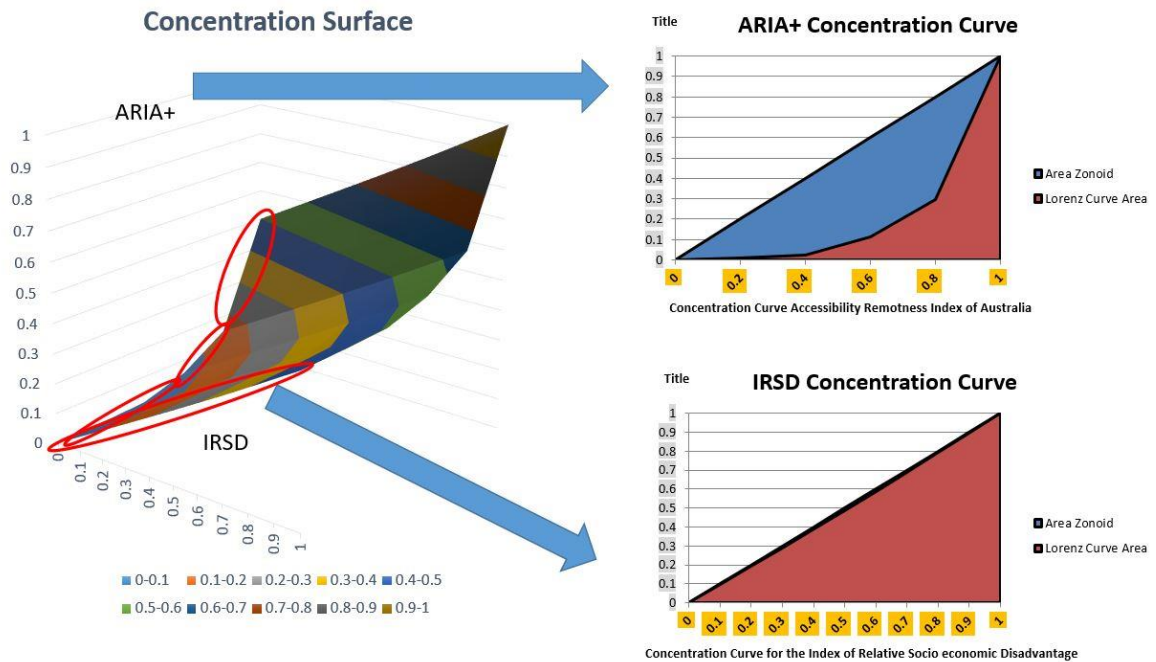 Concentration Surface
ARIA+
1
0.9
0.8
0.7
0.6
0.5
0.4
0.3
0.2
0.1
0
IRSD
0
0.1
0.2
0.3
0.4
0.5
0.6
0.7
0.8
0.9
1
0-0.1 0.1-0.2 0.2-0.3 0.3-0.4 0.4-0.5
0.5-0.6 0.6-0.7 0.7-0.8 0.8-0.9 0.9-1
Title
ARIA+ Concentration Curve
1
0.9
0.8
0.7
0.6
0.5
0.4
0.3
0.2
0.1
0
0 0.2 0.4 0.6 0.8 1
Area Zonoid
Lorenz Curve Area
Concentration Curve Accessibility Remotness Index of Australia
Title
IRSD Concentration Curve
1
0.9
0.8
0.7
0.6
0.5
0.4
0.3
0.2
0.1
0
0 0.1 0.2 0.3 0.4 0.5 0.6 0.7 0.8 0.9 1
Area Zonoid
Lorenz Curve Area
Concentration Curve for the Index of Relative Socio economic Disadvantage